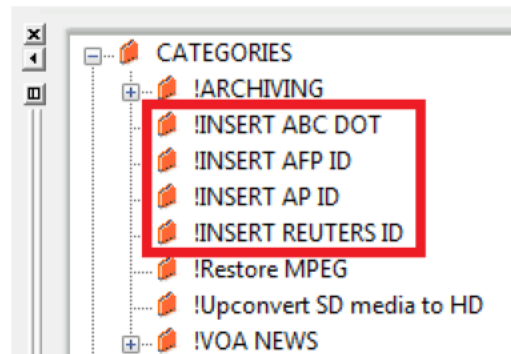 CATEGORIES
!ARCHIVING
!INSERT ABC DOT
!INSERT AFP ID
!INSERT AP ID
!INSERT REUTERS ID
!Restore MPEG
!Upconvert SD media to HD
!VOA NEWS